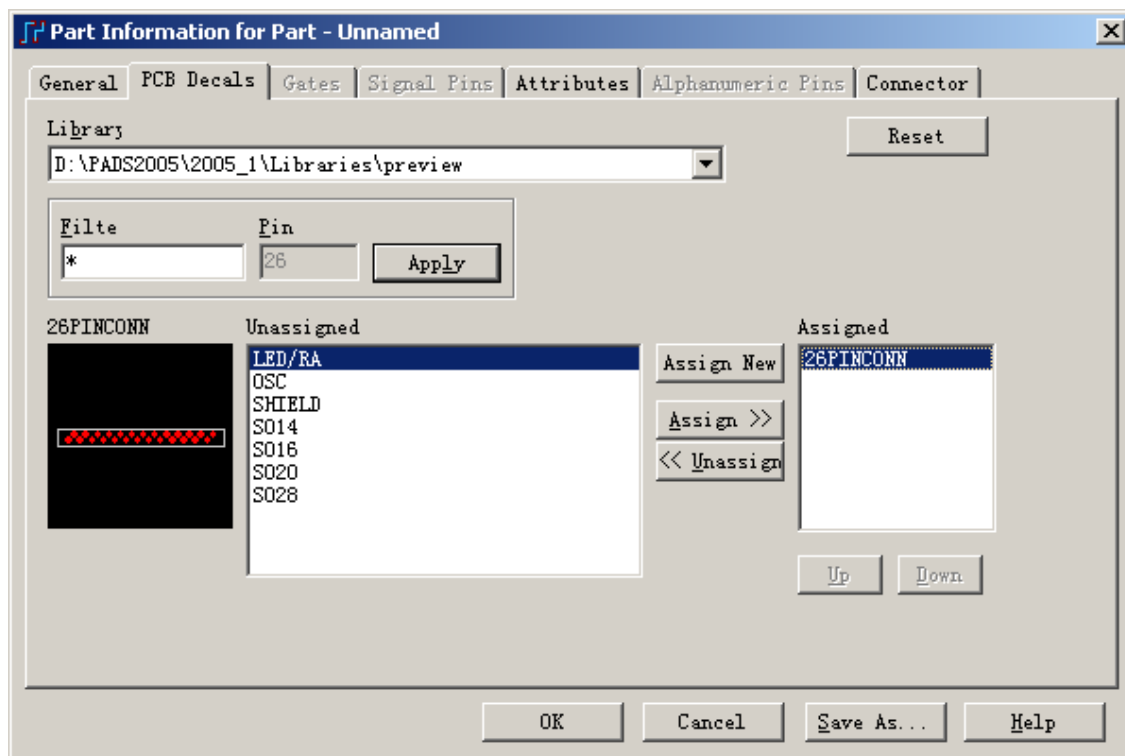 Part Information for Part - Unnamed
General PCB Decals Gates Signal Pins Attributes Alphanumeric Pins Connector
Library
Reset
D:\PADS2005\2005_1\Libraries\preview
Filte Pin
* 26 Apply
26PINCONN Unassigned Assigned
LED/RA Assign New 26PINCONN
OSC
SHIELD
SO14 Assign >>
SO16 << Unassign
SO20
SO28
Up Down
OK Cancel Save As... Help